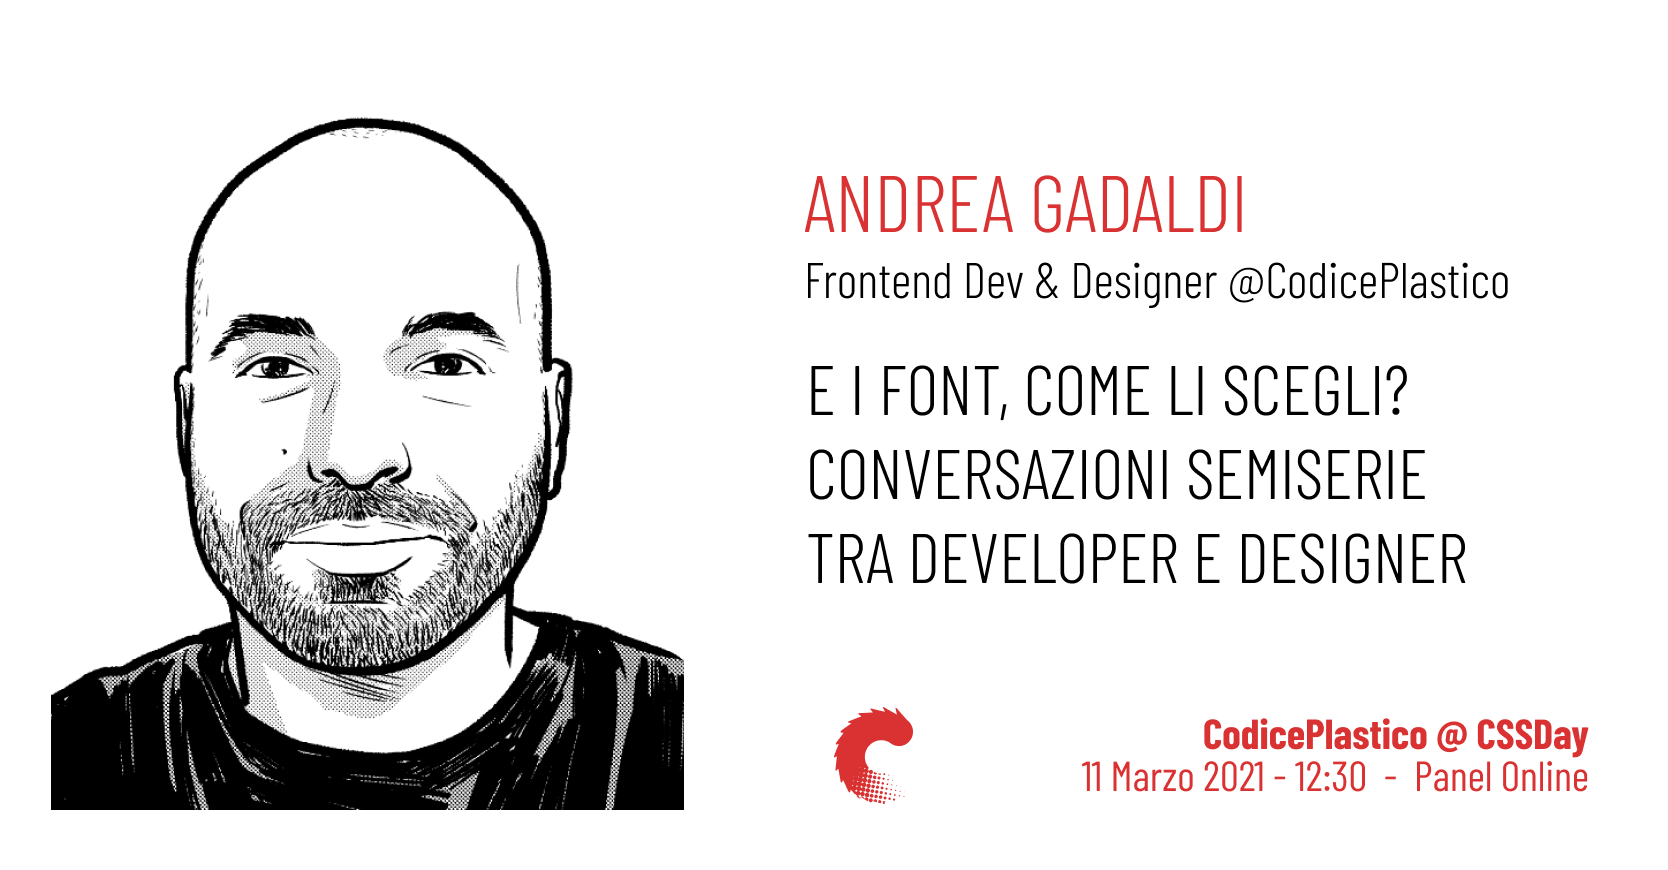 ANDREA GADALDI
Frontend Dev & Designer @CodicePlastico
E I FONT, COME LI SCEGLI?
CONVERSAZIONI SEMISERIE
TRA DEVELOPER E DESIGNER
CodicePlastico @ CSSDay
11 Marzo 2021 - 12:30 - Panel Online